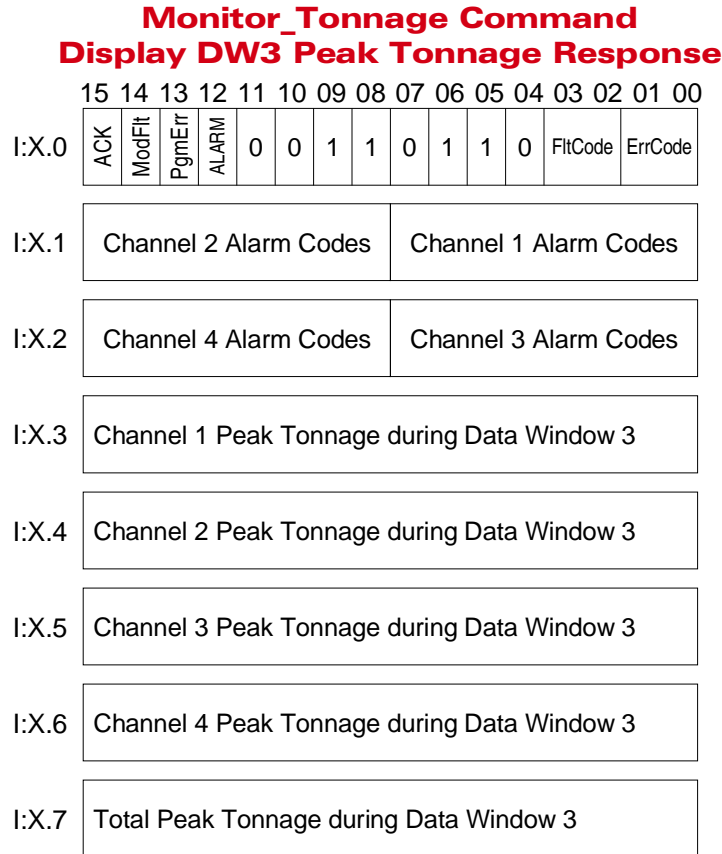 Monitor_Tonnage Command
Display DW3 Peak Tonnage Response
15 14 13 12 11 10 09 08 07 06 05 04 03 02 01 00
I:X.0 ACK ModFlt PgmErr ALARM 0 0 1 1 0 1 1 0 FltCode ErrCode
I:X.1 Channel 2 Alarm Codes Channel 1 Alarm Codes
I:X.2 Channel 4 Alarm Codes Channel 3 Alarm Codes
I:X.3 Channel 1 Peak Tonnage during Data Window 3
I:X.4 Channel 2 Peak Tonnage during Data Window 3
I:X.5 Channel 3 Peak Tonnage during Data Window 3
I:X.6 Channel 4 Peak Tonnage during Data Window 3
I:X.7 Total Peak Tonnage during Data Window 3